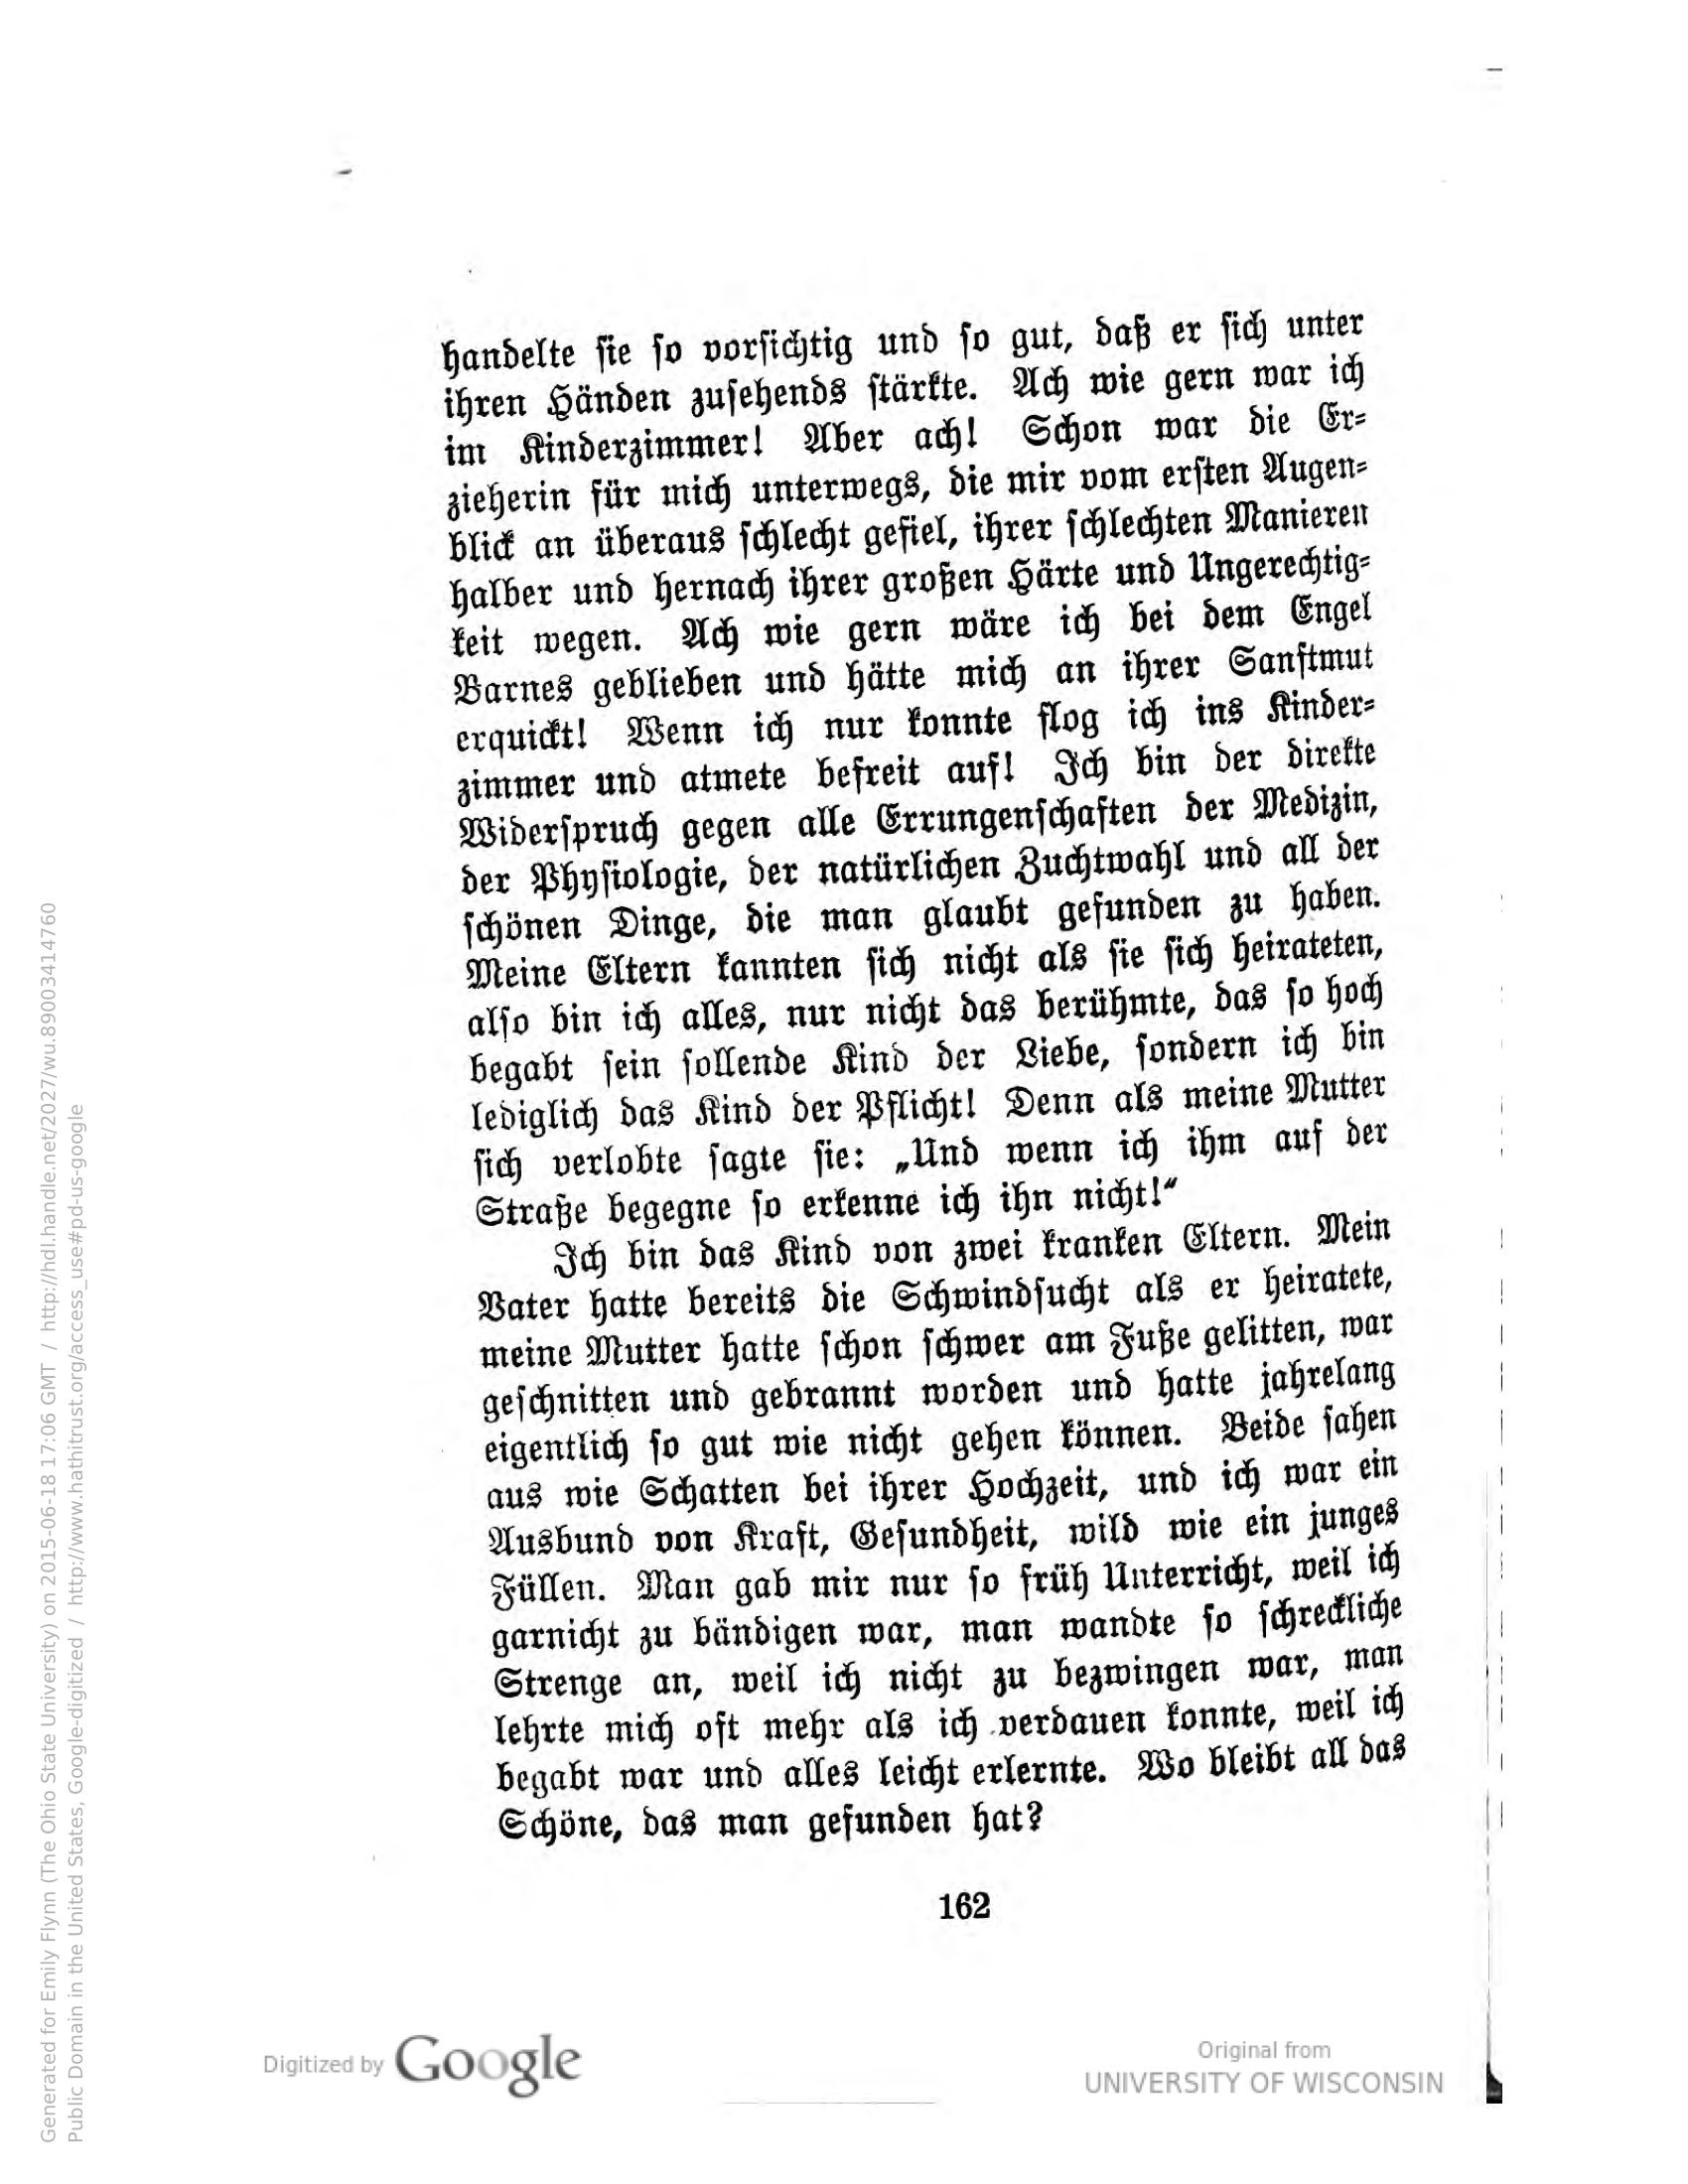 handelte sie so vorsichtig und so gut, daß er sich unter
ihren Händen zusehends stärkte. Ach wie gern war ich
im Kinderzimmer! Aber ach! Schon war die Er-
zieherin für mich unterwegs, die mir vom ersten Augen-
blick an überaus schlecht gefiel, ihrer schlechten Manieren
halber und hernach ihrer großen Härte und Ungerechtig-
keit wegen. Ach wie gern wäre ich bei dem Engel
Barnes geblieben und hätte mich an ihrer Sanftmut
erquickt! Wenn ich nur konnte flog ich ins Kinder-
zimmer und atmete befreit auf! Ich bin der direkte
Widerspruch gegen alle Errungenschaften der Medizin,
der Physiologie, der natürlichen Zuchtwahl und all der
schönen Dinge, die man glaubt gefunden zu haben.
Meine Eltern kannten sich nicht als sie sich heirateten,
also bin ich alles, nur nicht das berühmte, das so hoch
begabt sein sollende Kind der Liebe, sondern ich bin
lediglich das Kind der Pflicht! Denn als meine Mutter
sich verlobte sagte sie: „Und wenn ich ihm auf der
Straße begegne so erkenne ich ihn nicht!“
Ich bin das Kind von zwei kranken Eltern. Mein
Vater hatte bereits die Schwindsucht als er heiratete,
meine Mutter hatte schon schwer am Fuße gelitten, war
geschnitten und gebrannt worden und hatte jahrelang
eigentlich so gut wie nicht gehen können. Beide sahen
aus wie Schatten bei ihrer Hochzeit, und ich war ein
Ausbund von Kraft, Gesundheit, wild wie ein junges
Füllen. Man gab mir nur so früh Unterricht, weil ich
garnicht zu bändigen war, man wandte so schreckliche
Strenge an, weil ich nicht zu bezwingen war, man
lehrte mich oft mehr als ich verdauen konnte, weil ich
begabt war und alles leicht erlernte. Wo bleibt all das
Schöne, das man gefunden hat?
162
Digitized by Google
Original from
UNIVERSITY OF WISCONSIN
Generated for Emily Flynn (The Ohio State University) on 2015-06-18 17:06 GMT / http://hdl.handle.net/2027/wu.89003414760
Public Domain in the United States, Google-digitized / http://www.hathitrust.org/access_use#pd-us-google